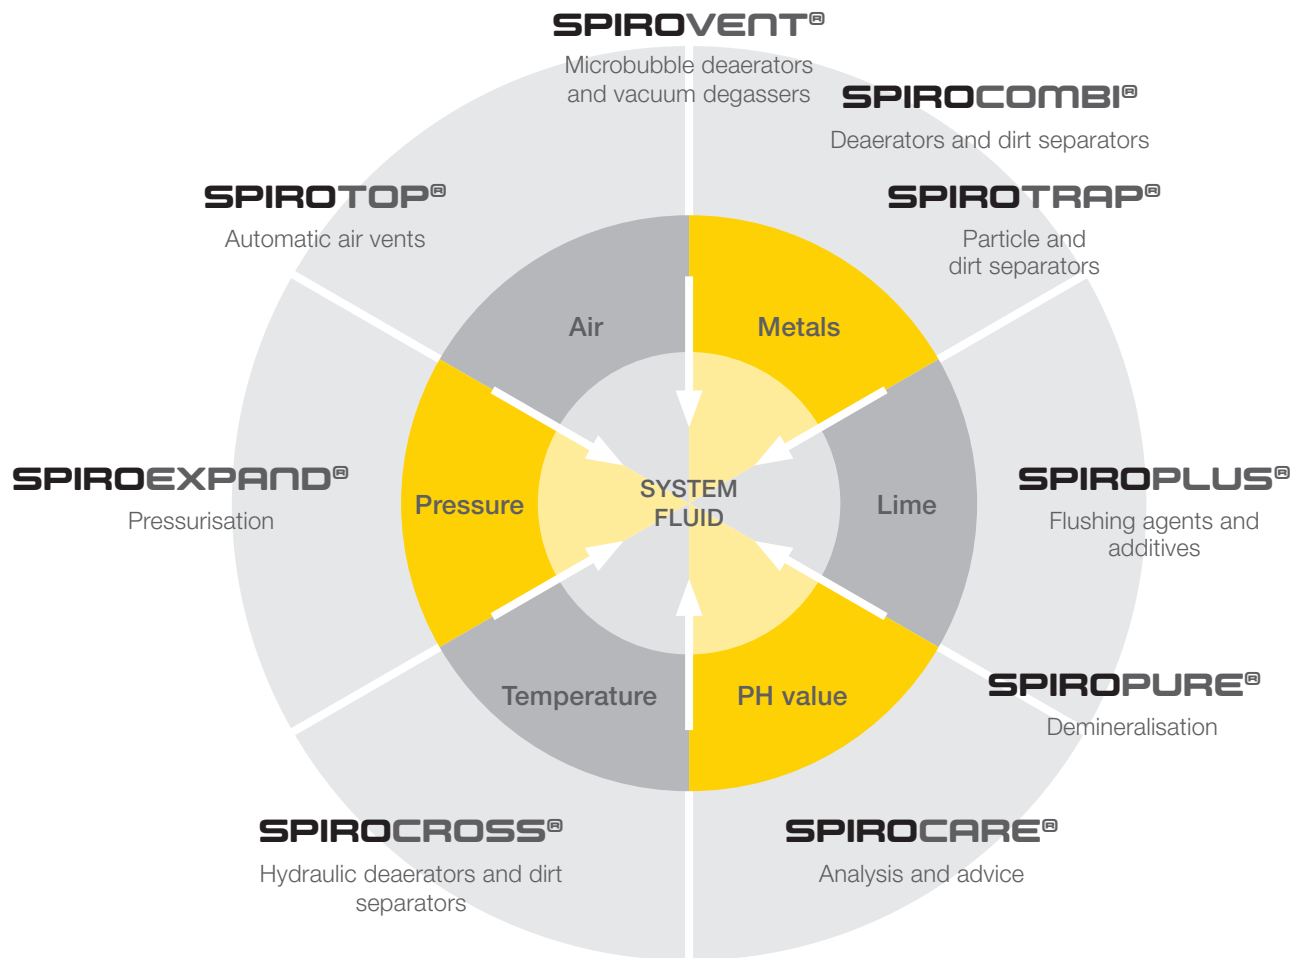 SPIROVENT®
Microbubble deaerators
and vacuum degassers
SPIROCOMBI®
Deaerators and dirt separators
SPIROTOP®
Automatic air vents
SPIROTRAP®
Particle and
dirt separators
Air
Metals
SPIROEXPAND®
Pressurisation
Pressure
SYSTEM
FLUID
Lime
SPIROPLUS®
Flushing agents and
additives
Temperature
PH value
SPIROPURE®
Demineralisation
SPIROCROSS®
Hydraulic deaerators and dirt
separators
SPIROCARE®
Analysis and advice